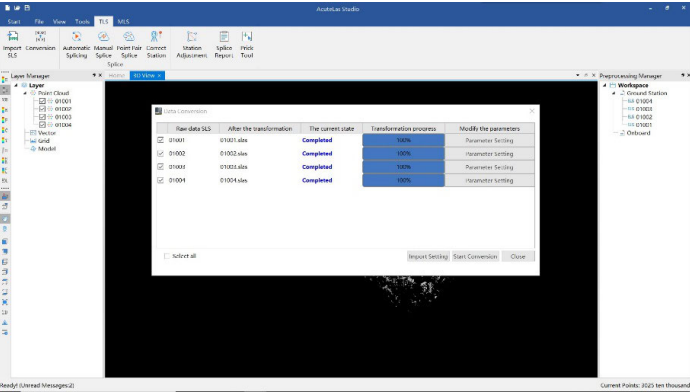 AcuteLas Studio
Start File View Tools TLS MLS
Import SLS
Conversion
Automatic Splicing
Manual Splice
Point Pair Splice
Correct Station
Station Adjustment
Splice Report
Prick Tool
Splice
Layer Manager
Home
3D View
Preprocessing Manager
Layer
Point Cloud
01001
01002
01003
01004
Vector
Grid
Model
Data Conversion
Raw data SLS After the transformation The current state Transformation progress Modify the parameters
01001 01001.slas Completed 100% Parameter Setting
01002 01002.slas Completed 100% Parameter Setting
01003 01003.slas Completed 100% Parameter Setting
01004 01004.slas Completed 100% Parameter Setting
Select all
Import Setting Start Conversion Close
Workspace
Ground Station
01004
01003
01002
01001
Onboard
Ready! (Unread Messages:2)
Current Points: 3025 ten thousand